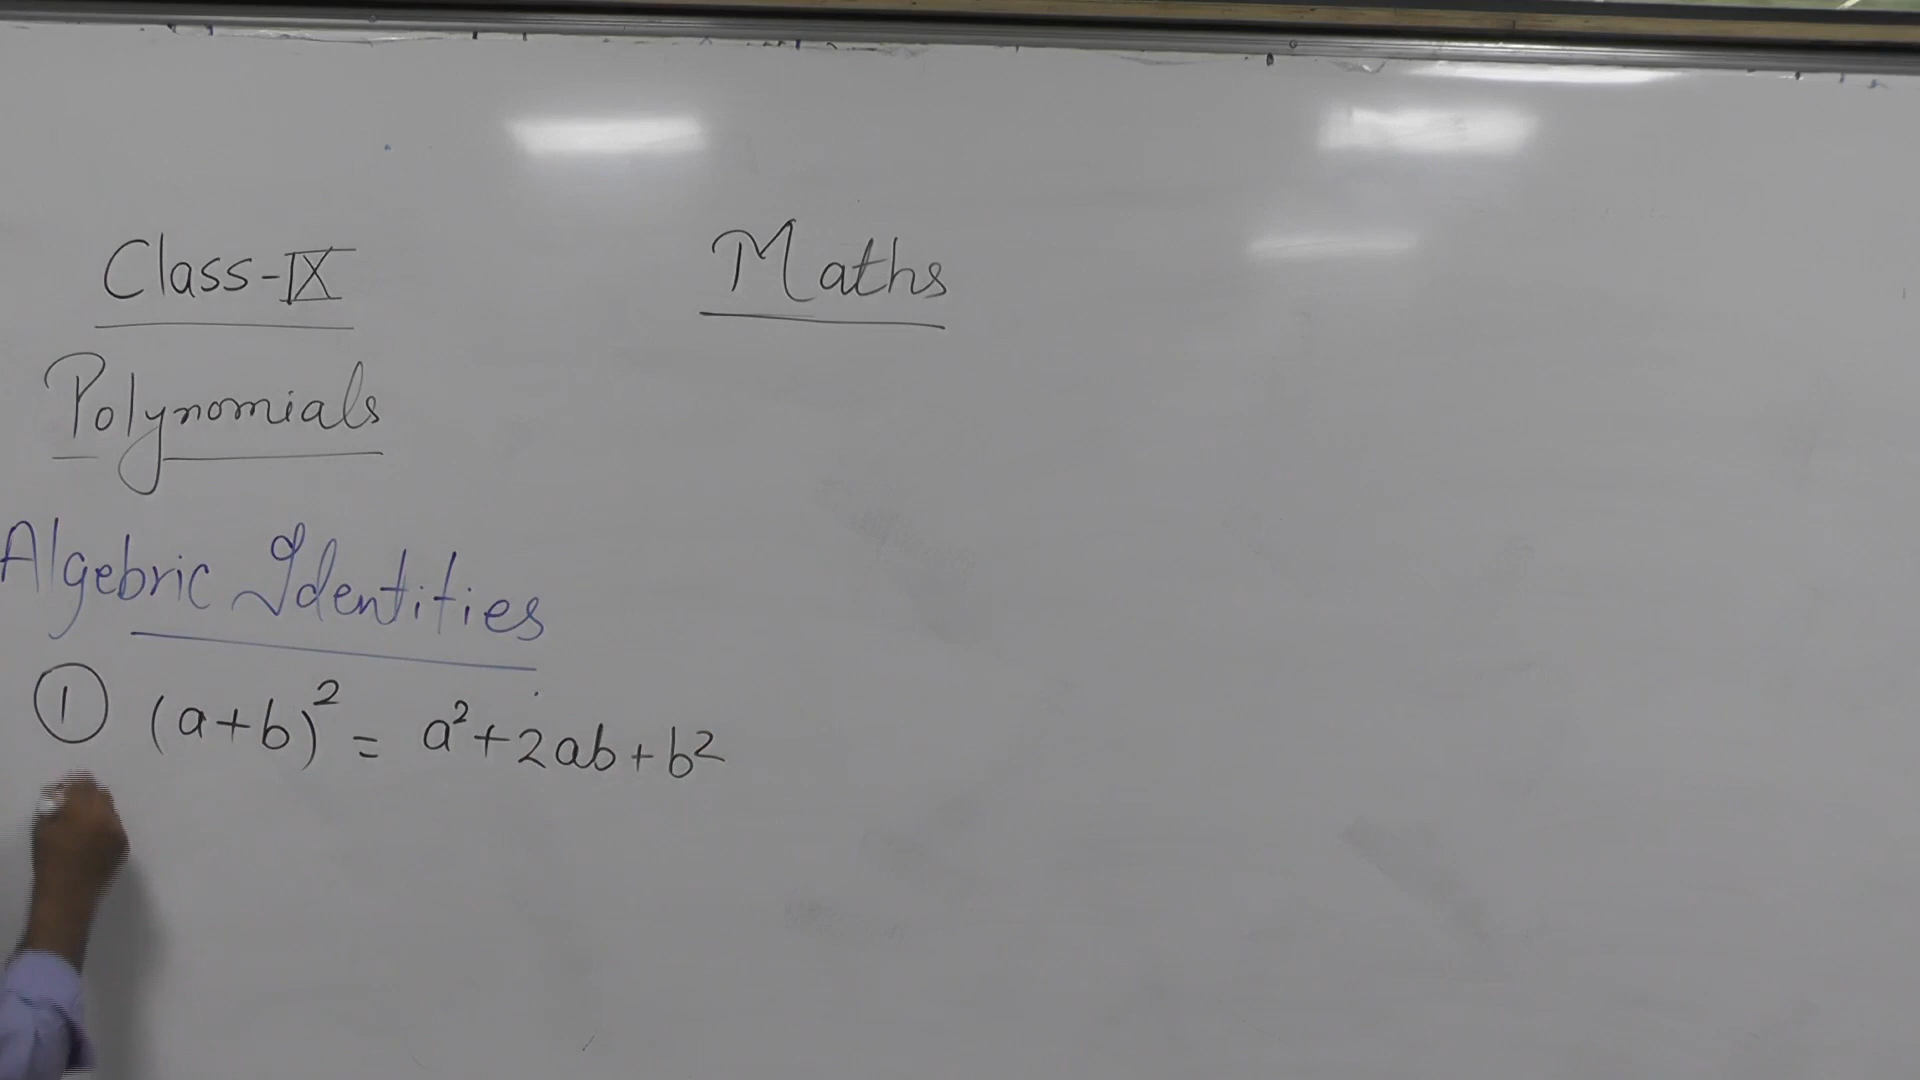 Class-IX Maths
Polynomials
Algebric Identities
① (a+b)² = a²+2ab+b²